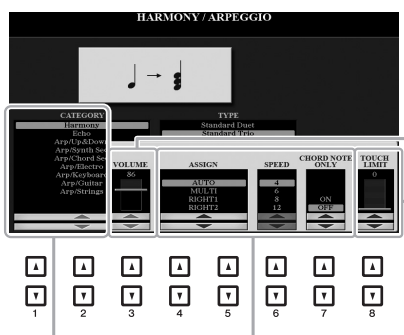 HARMONY / ARPEGGIO
CATEGORY
Harmony
Echo
Arp/Up&Down
Arp/Synth Se
Arp/Chord Se
Arp/Electro
Arp/Keyboard
Arp/Guitar
Arp/Strings
TYPE
Standard Duet
Standard Trio
VOLUME
86
ASSIGN
AUTO
MULTI
RIGHT1
RIGHT2
SPEED
4
6
8
12
CHORD NOTE
ONLY
ON
OFF
TOUCH
LIMIT
0
1 2 3 4 5 6 7 8